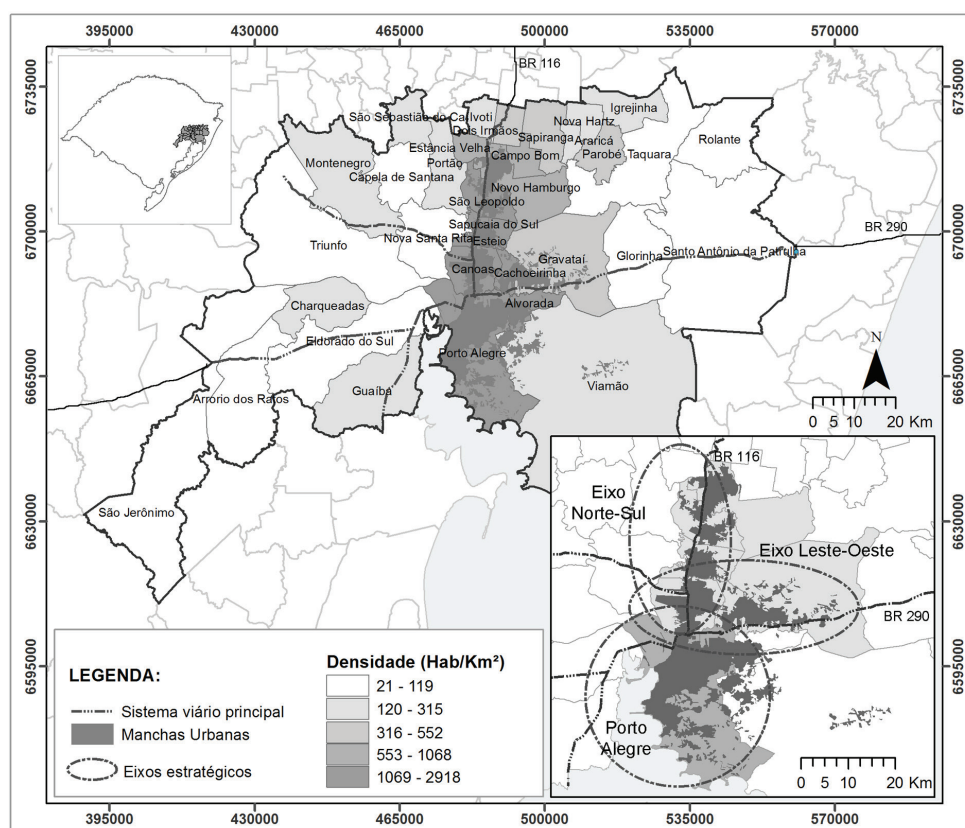 395000 430000 465000 500000 535000 570000
BR 116
6735000
6735000
Igrejinha
São Sebastião do Caí
Ivoti
Nova Hartz
Dois Irmãos
Sapiranga
Rolante
Estância Velha
Araricá
Campo Bom
Parobé
Taquara
Montenegro
Portão
Capela de Santana
Novo Hamburgo
São Leopoldo
6700000
6700000
Sapucaia do Sul
BR 290
Triunfo
Nova Santa Rita
Esteio
Gravataí
Glorinha
Santo Antônio da Patrulha
Canoas
Cachoeirinha
Charqueadas
Alvorada
Eldorado do Sul
N
Porto Alegre
6665000
6665000
Guaíba
Viamão
Arrorio dos Ratos
0 5 10 20 Km
São Jerônimo
6630000
6630000
BR 116
Eixo
Norte-Sul
Eixo Leste-Oeste
BR 290
Porto
Alegre
0 5 10 20 Km
6595000
6595000
LEGENDA:
Sistema viário principal
Manchas Urbanas
Eixos estratégicos
Densidade (Hab/Km²)
21 - 119
120 - 315
316 - 552
553 - 1068
1069 - 2918
395000 430000 465000 500000 535000 570000